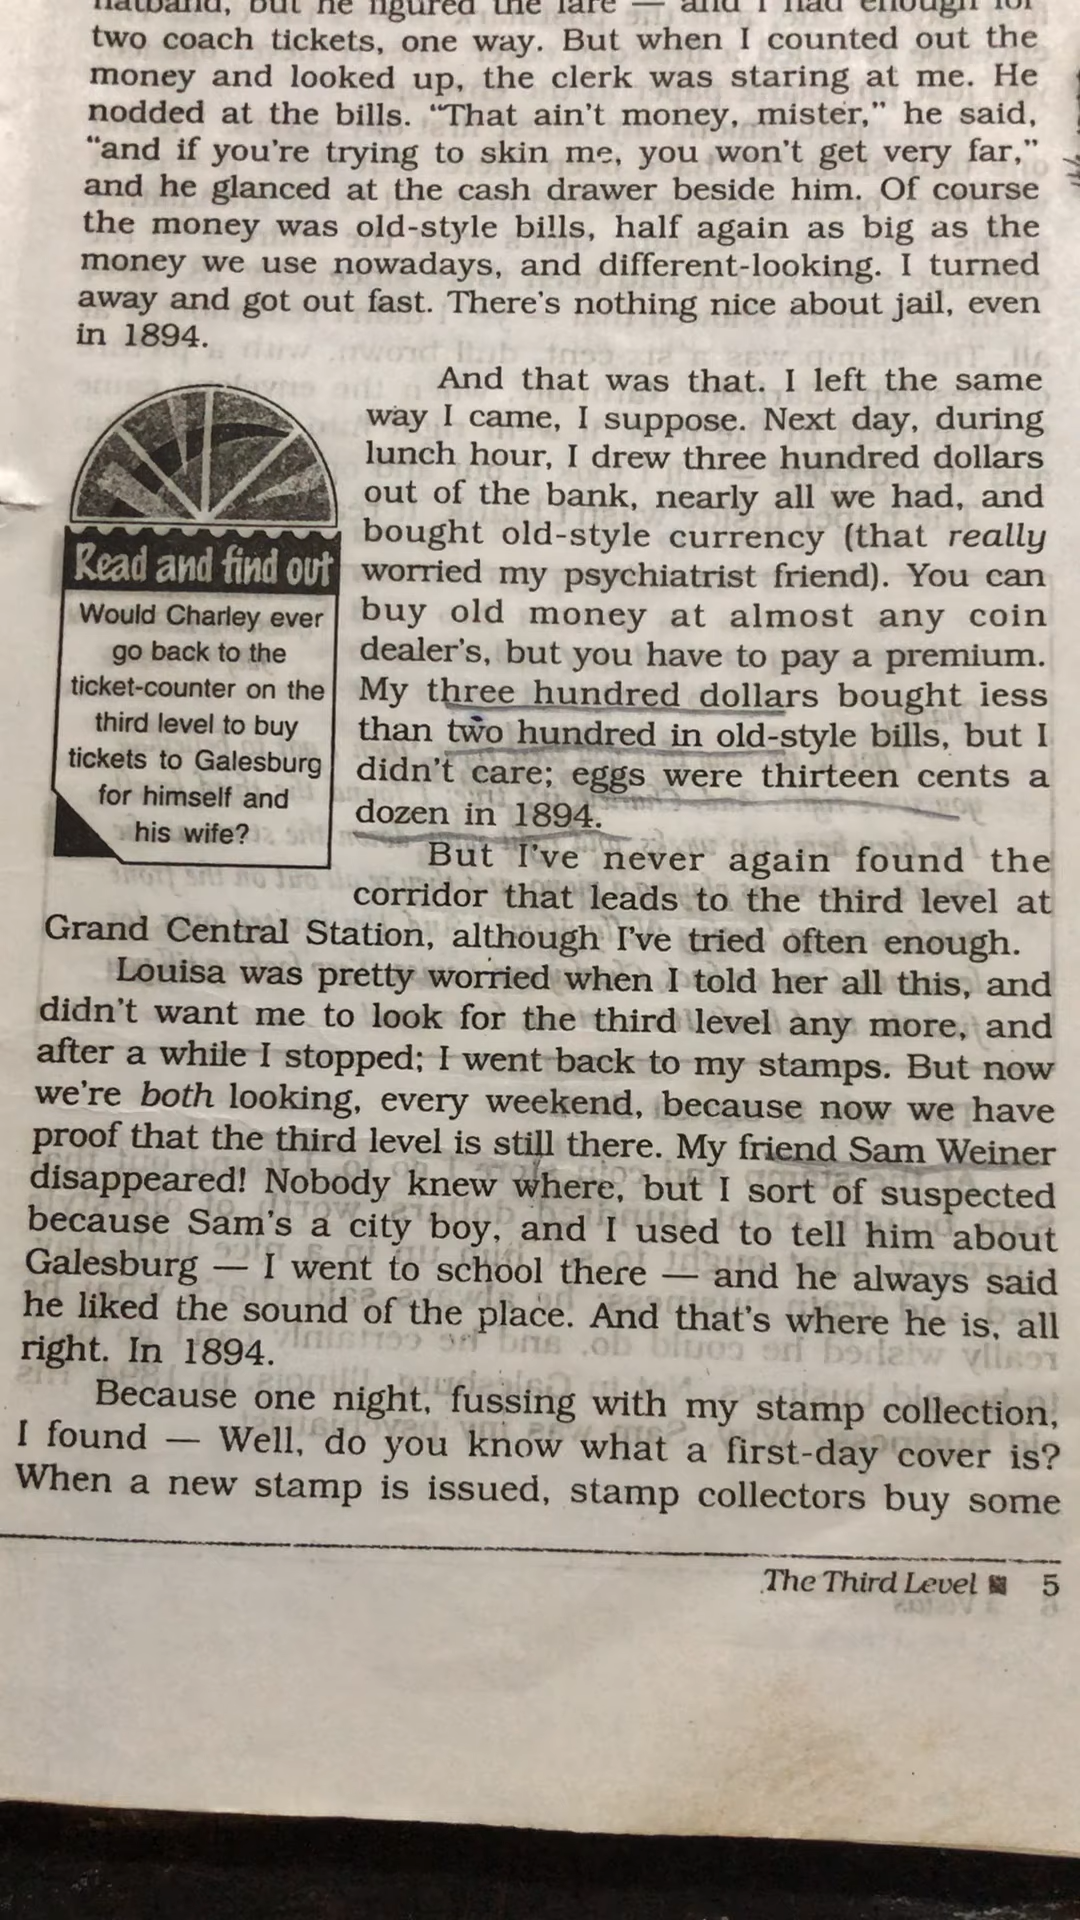 hatband, but he figured the fare — and I had enough for
two coach tickets, one way. But when I counted out the
money and looked up, the clerk was staring at me. He
nodded at the bills. “That ain't money, mister,” he said,
“and if you're trying to skin me, you won't get very far,”
and he glanced at the cash drawer beside him. Of course
the money was old-style bills, half again as big as the
money we use nowadays, and different-looking. I turned
away and got out fast. There's nothing nice about jail, even
in 1894.
And that was that. I left the same
way I came, I suppose. Next day, during
lunch hour, I drew three hundred dollars
out of the bank, nearly all we had, and
bought old-style currency (that really
worried my psychiatrist friend). You can
buy old money at almost any coin
dealer's, but you have to pay a premium.
My three hundred dollars bought less
than two hundred in old-style bills, but I
didn't care; eggs were thirteen cents a
dozen in 1894.
Read and find out
Would Charley ever
go back to the
ticket-counter on the
third level to buy
tickets to Galesburg
for himself and
his wife?
But I've never again found the
corridor that leads to the third level at
Grand Central Station, although I've tried often enough.
Louisa was pretty worried when I told her all this, and
didn't want me to look for the third level any more, and
after a while I stopped; I went back to my stamps. But now
we're both looking, every weekend, because now we have
proof that the third level is still there. My friend Sam Weiner
disappeared! Nobody knew where, but I sort of suspected
because Sam's a city boy, and I used to tell him about
Galesburg — I went to school there — and he always said
he liked the sound of the place. And that's where he is, all
right. In 1894.
Because one night, fussing with my stamp collection,
I found — Well, do you know what a first-day cover is?
When a new stamp is issued, stamp collectors buy some
The Third Level 5